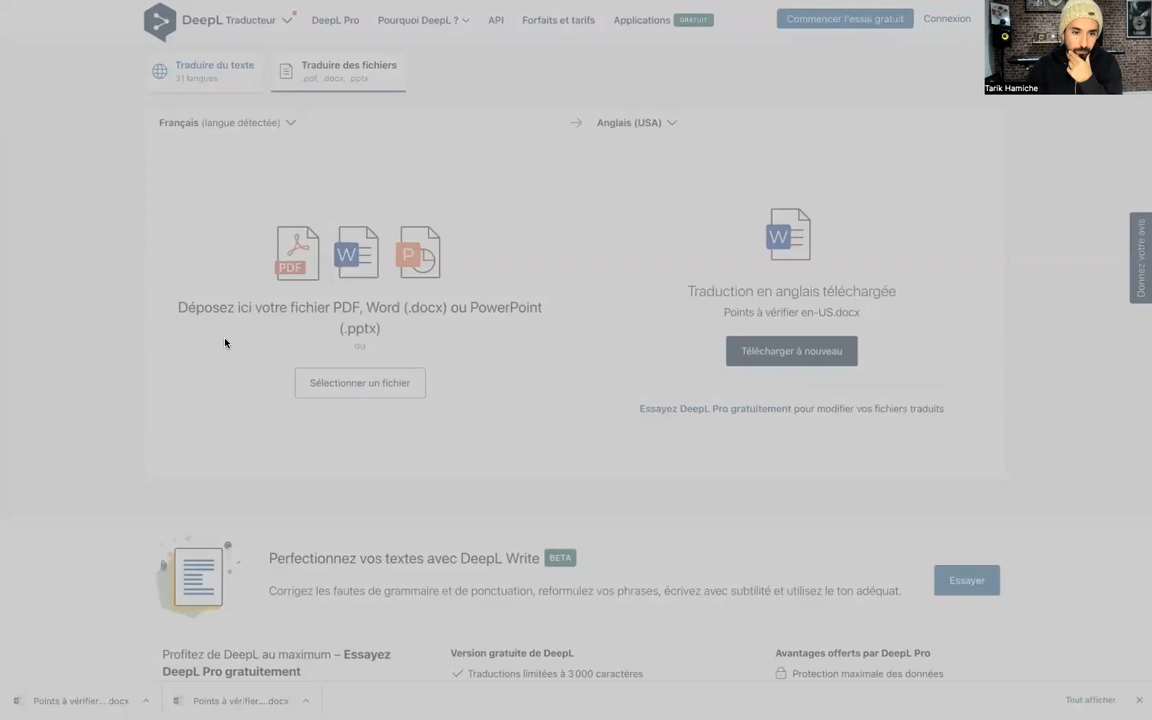 DeepL Traducteur
DeepL Pro
Pourquoi DeepL ?
API
Forfaits et tarifs
Applications GRATUIT
Commencer l'essai gratuit
Connexion
Tarik Hamiche
Traduire du texte
31 langues
Traduire des fichiers
.pdf, .docx, .pptx
Français (langue détectée)
Anglais (USA)
PDF
W
P
Déposez ici votre fichier PDF, Word (.docx) ou PowerPoint
(.pptx)
ou
Sélectionner un fichier
W
Traduction en anglais téléchargée
Points à vérifier en-US.docx
Télécharger à nouveau
Essayez DeepL Pro gratuitement pour modifier vos fichiers traduits
Donnez votre avis
Perfectionnez vos textes avec DeepL Write BETA
Corrigez les fautes de grammaire et de ponctuation, reformulez vos phrases, écrivez avec subtilité et utilisez le ton adéquat.
Essayer
Profitez de DeepL au maximum – Essayez
DeepL Pro gratuitement
Version gratuite de DeepL
Traductions limitées à 3 000 caractères
Avantages offerts par DeepL Pro
Protection maximale des données
Points à vérifier....docx
Points à vérifier....docx
Tout afficher